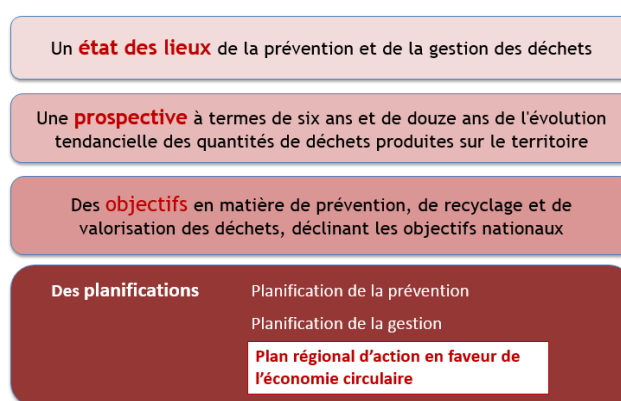 Un état des lieux de la prévention et de la gestion des déchets
Une prospective à termes de six ans et de douze ans de l'évolution
tendancielle des quantités de déchets produites sur le territoire
Des objectifs en matière de prévention, de recyclage et de
valorisation des déchets, déclinant les objectifs nationaux
Des planifications
Planification de la prévention
Planification de la gestion
Plan régional d’action en faveur de
l’économie circulaire